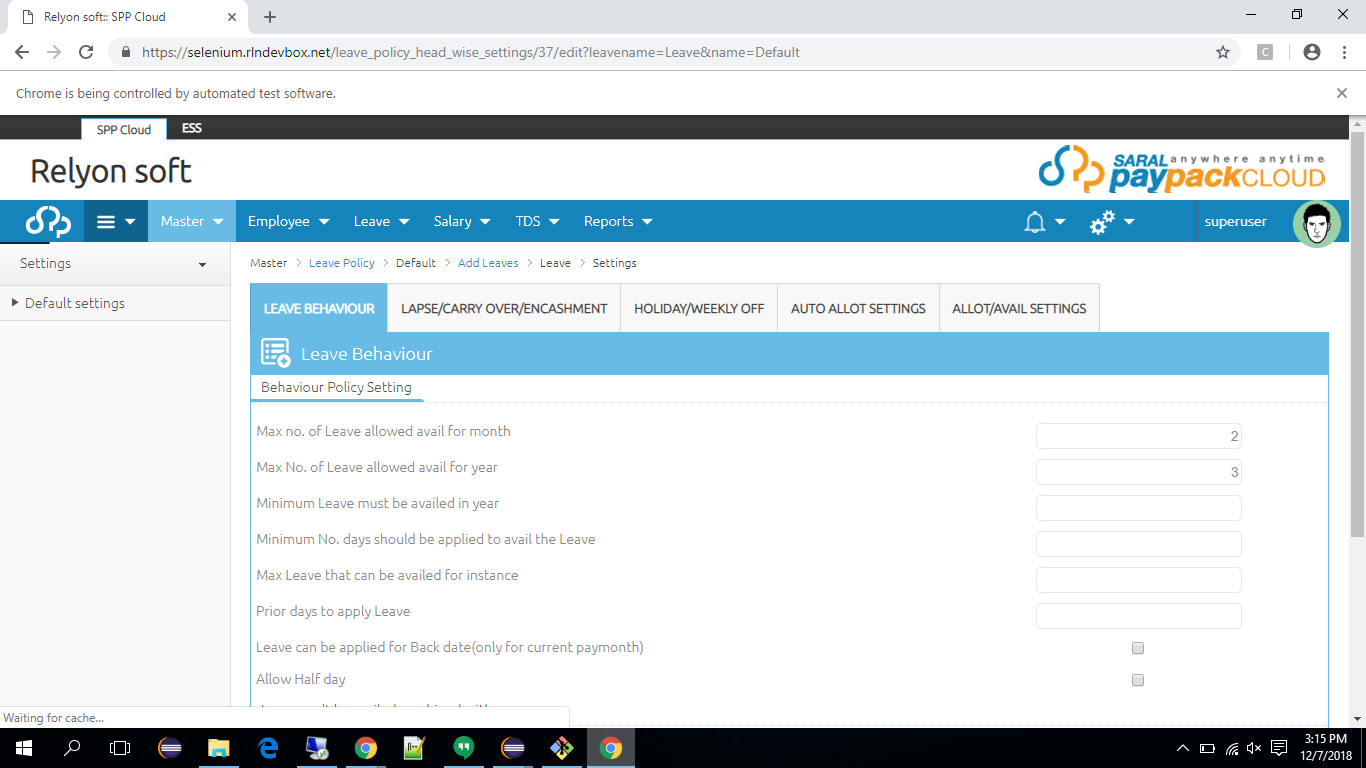 Relyon soft:: SPP Cloud
https://selenium.rlndevbox.net/leave_policy_head_wise_settings/37/edit?leavename=Leave&name=Default
C
Chrome is being controlled by automated test software.
SPP Cloud ESS
Relyon soft
SARAL anywhere anytime
paypackCLOUD
Master Employee Leave Salary TDS Reports superuser
Settings
Master > Leave Policy > Default > Add Leaves > Leave > Settings
Default settings
LEAVE BEHAVIOUR LAPSE/CARRY OVER/ENCASHMENT HOLIDAY/WEEKLY OFF AUTO ALLOT SETTINGS ALLOT/AVAIL SETTINGS
Leave Behaviour
Behaviour Policy Setting
Max no. of Leave allowed avail for month 2
Max No. of Leave allowed avail for year 3
Minimum Leave must be availed in year
Minimum No. days should be applied to avail the Leave
Max Leave that can be availed for instance
Prior days to apply Leave
Leave can be applied for Back date(only for current paymonth)
Allow Half day
Waiting for cache...
3:15 PM
12/7/2018